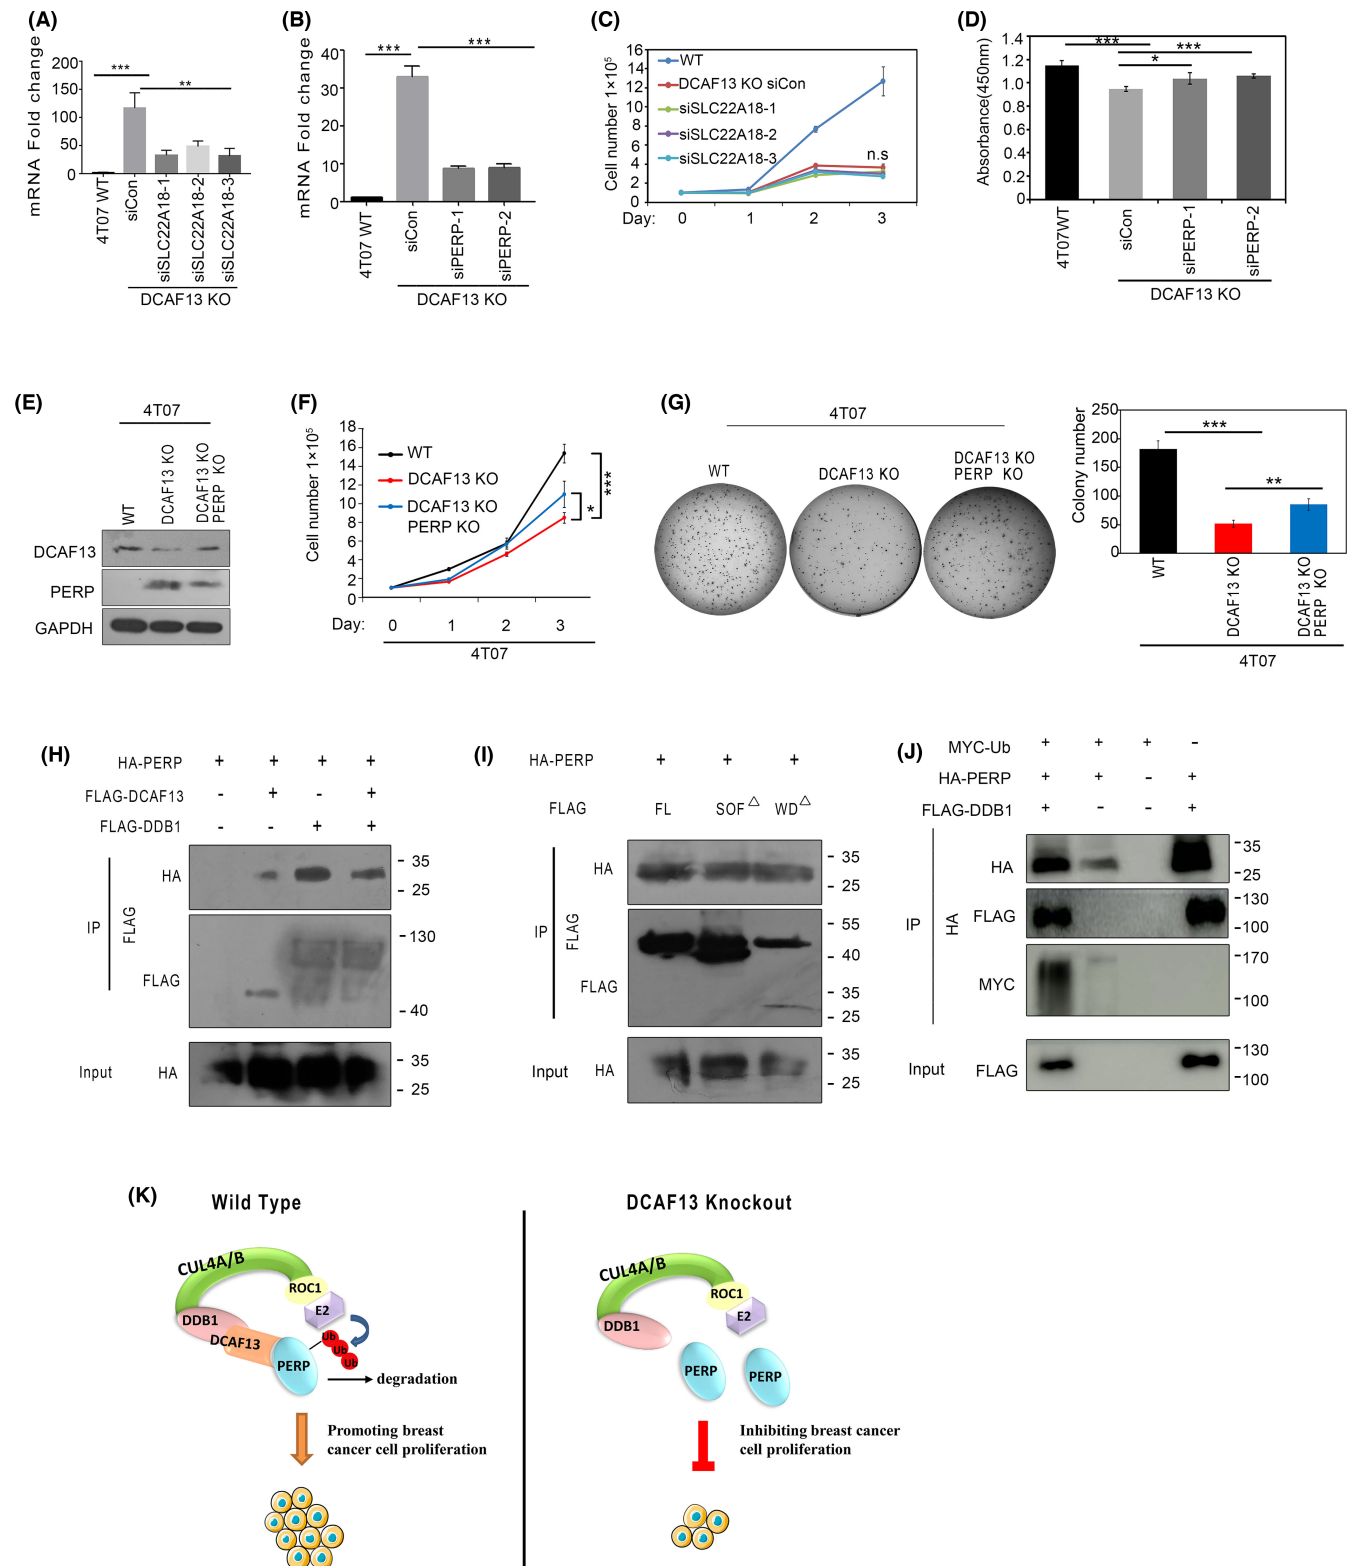 (A)
mRNA Fold change
200
150
100
50
0
***
**
4T07 WT
siCon
siSLC22A18-1
siSLC22A18-2
siSLC22A18-3
DCAF13 KO
(B)
mRNA Fold change
40
30
20
10
0
***
***
4T07 WT
siCon
siPERP-1
siPERP-2
DCAF13 KO
(C)
Cell number 1×10⁵
16
14
12
10
8
6
4
2
0
WT
DCAF13 KO siCon
siSLC22A18-1
siSLC22A18-2
siSLC22A18-3
n.s
Day: 0 1 2 3
(D)
Absorbance(450nm)
1.4
1.2
1.0
0.8
0.6
0.4
0.2
0
***
***
*
4T07WT
siCon
siPERP-1
siPERP-2
DCAF13 KO
(E)
4T07
WT
DCAF13 KO
DCAF13 KO
PERP KO
DCAF13
PERP
GAPDH
(F)
Cell number 1×10⁵
18
16
14
12
10
8
6
4
2
0
WT
DCAF13 KO
DCAF13 KO
PERP KO
***
*
Day: 0 1 2 3
4T07
(G)
4T07
WT
DCAF13 KO
DCAF13 KO
PERP KO
Colony number
250
200
150
100
50
0
***
**
WT
DCAF13 KO
DCAF13 KO
PERP KO
4T07
(H)
HA-PERP + + + +
FLAG-DCAF13 - + - +
FLAG-DDB1 - - + +
IP
FLAG
HA
- 35
- 25
FLAG
- 130
- 40
Input HA
- 35
- 25
(I)
HA-PERP + + +
FLAG FL SOF△ WD△
IP
FLAG
HA
- 35
- 25
FLAG
- 55
- 40
- 35
- 25
Input HA
- 35
- 25
(J)
MYC-Ub + + + -
HA-PERP + + - +
FLAG-DDB1 + - - +
IP
HA
HA
-35
-25
FLAG
-130
-100
MYC
-170
-100
Input FLAG
-130
-100
(K)
Wild Type
CUL4A/B
ROC1
E2
DDB1
DCAF13
PERP
Ub
Ub
Ub
degradation
Promoting breast
cancer cell proliferation
DCAF13 Knockout
CUL4A/B
ROC1
E2
DDB1
PERP
PERP
Inhibiting breast cancer
cell proliferation